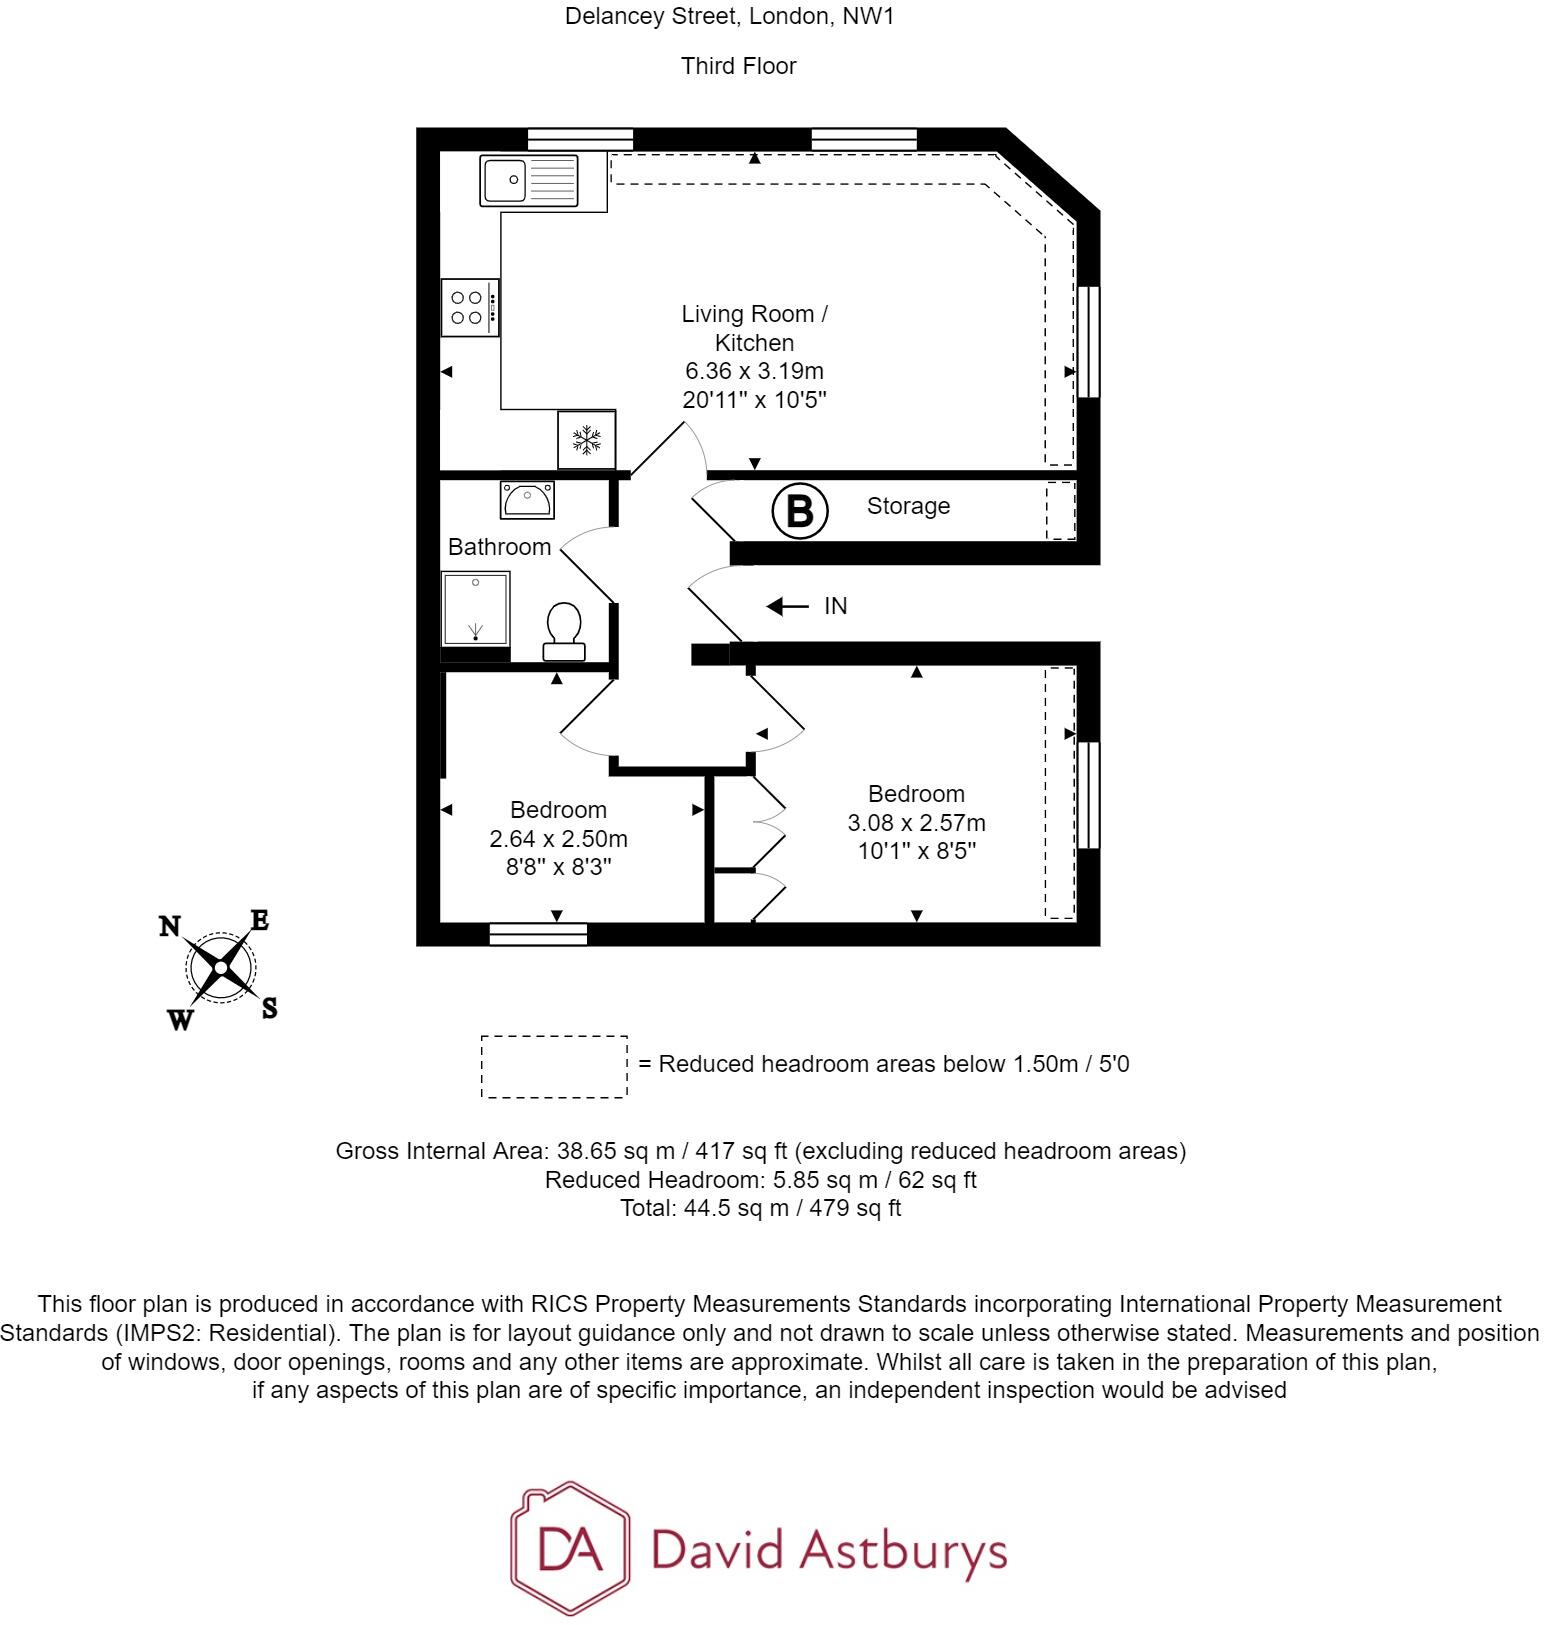 Delancey Street, London, NW1
Third Floor
Living Room /
Kitchen
6.36 x 3.19m
20'11" x 10'5"
B
Storage
Bathroom
IN
Bedroom
2.64 x 2.50m
8'8" x 8'3"
Bedroom
3.08 x 2.57m
10'1" x 8'5"
N E
W S
= Reduced headroom areas below 1.50m / 5'0
Gross Internal Area: 38.65 sq m / 417 sq ft (excluding reduced headroom areas)
Reduced Headroom: 5.85 sq m / 62 sq ft
Total: 44.5 sq m / 479 sq ft
This floor plan is produced in accordance with RICS Property Measurements Standards incorporating International Property Measurement
Standards (IMPS2: Residential). The plan is for layout guidance only and not drawn to scale unless otherwise stated. Measurements and position
of windows, door openings, rooms and any other items are approximate. Whilst all care is taken in the preparation of this plan,
if any aspects of this plan are of specific importance, an independent inspection would be advised
DA David Astburys